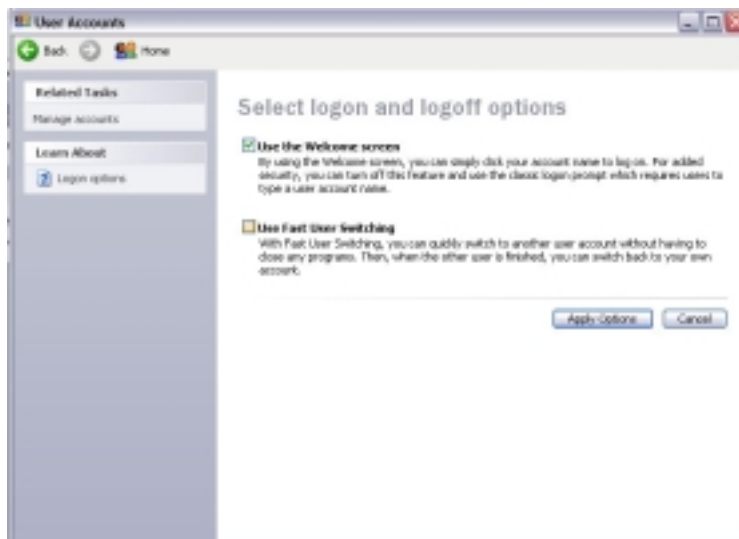 User Accounts
Back
Home
Related Tasks
Manage accounts
Learn About
Logon options
Select logon and logoff options
Use the Welcome screen
By using the Welcome screen, you can simply click your account name to log on. For added
security, you can turn off this feature and use the classic logon prompt which requires users to
type a user account name.
Use Fast User Switching
With Fast User Switching, you can quickly switch to another user account without having to
close any programs. Then, when the other user is finished, you can switch back to your own
account.
Apply Options
Cancel